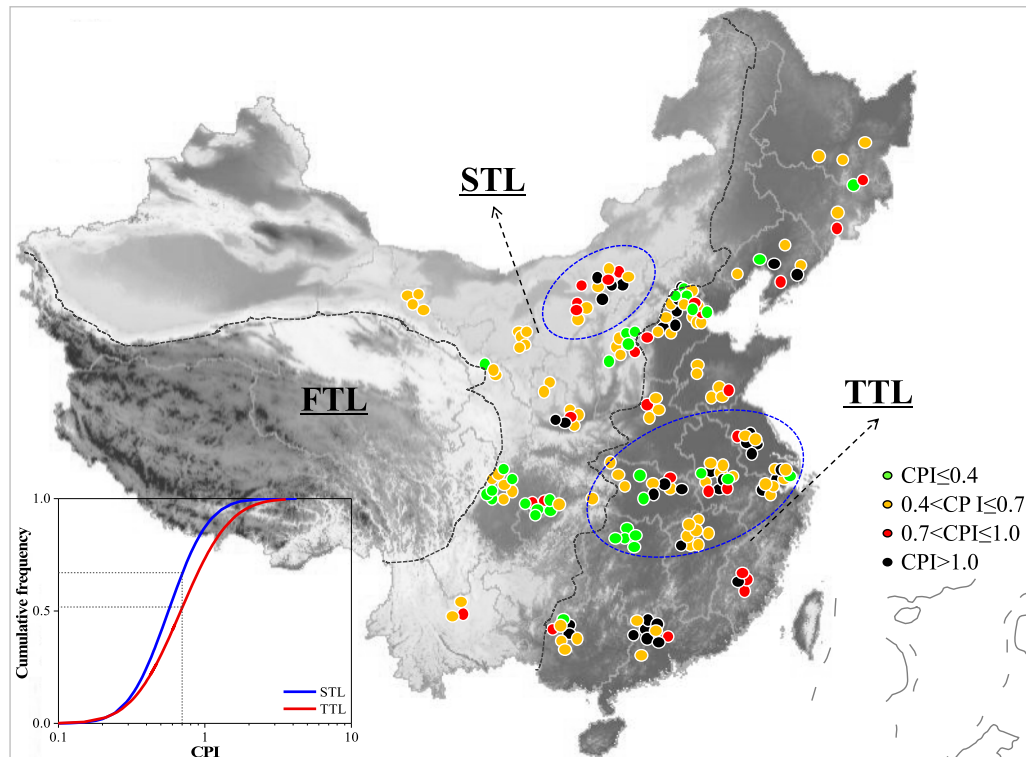 STL
TTL
FTL
CPI≤0.4
0.4<CP I≤0.7
0.7<CPI≤1.0
CPI>1.0
1.0
0.5
0.0
Cumulative frequency
STL
TTL
0.1
1
10
CPI